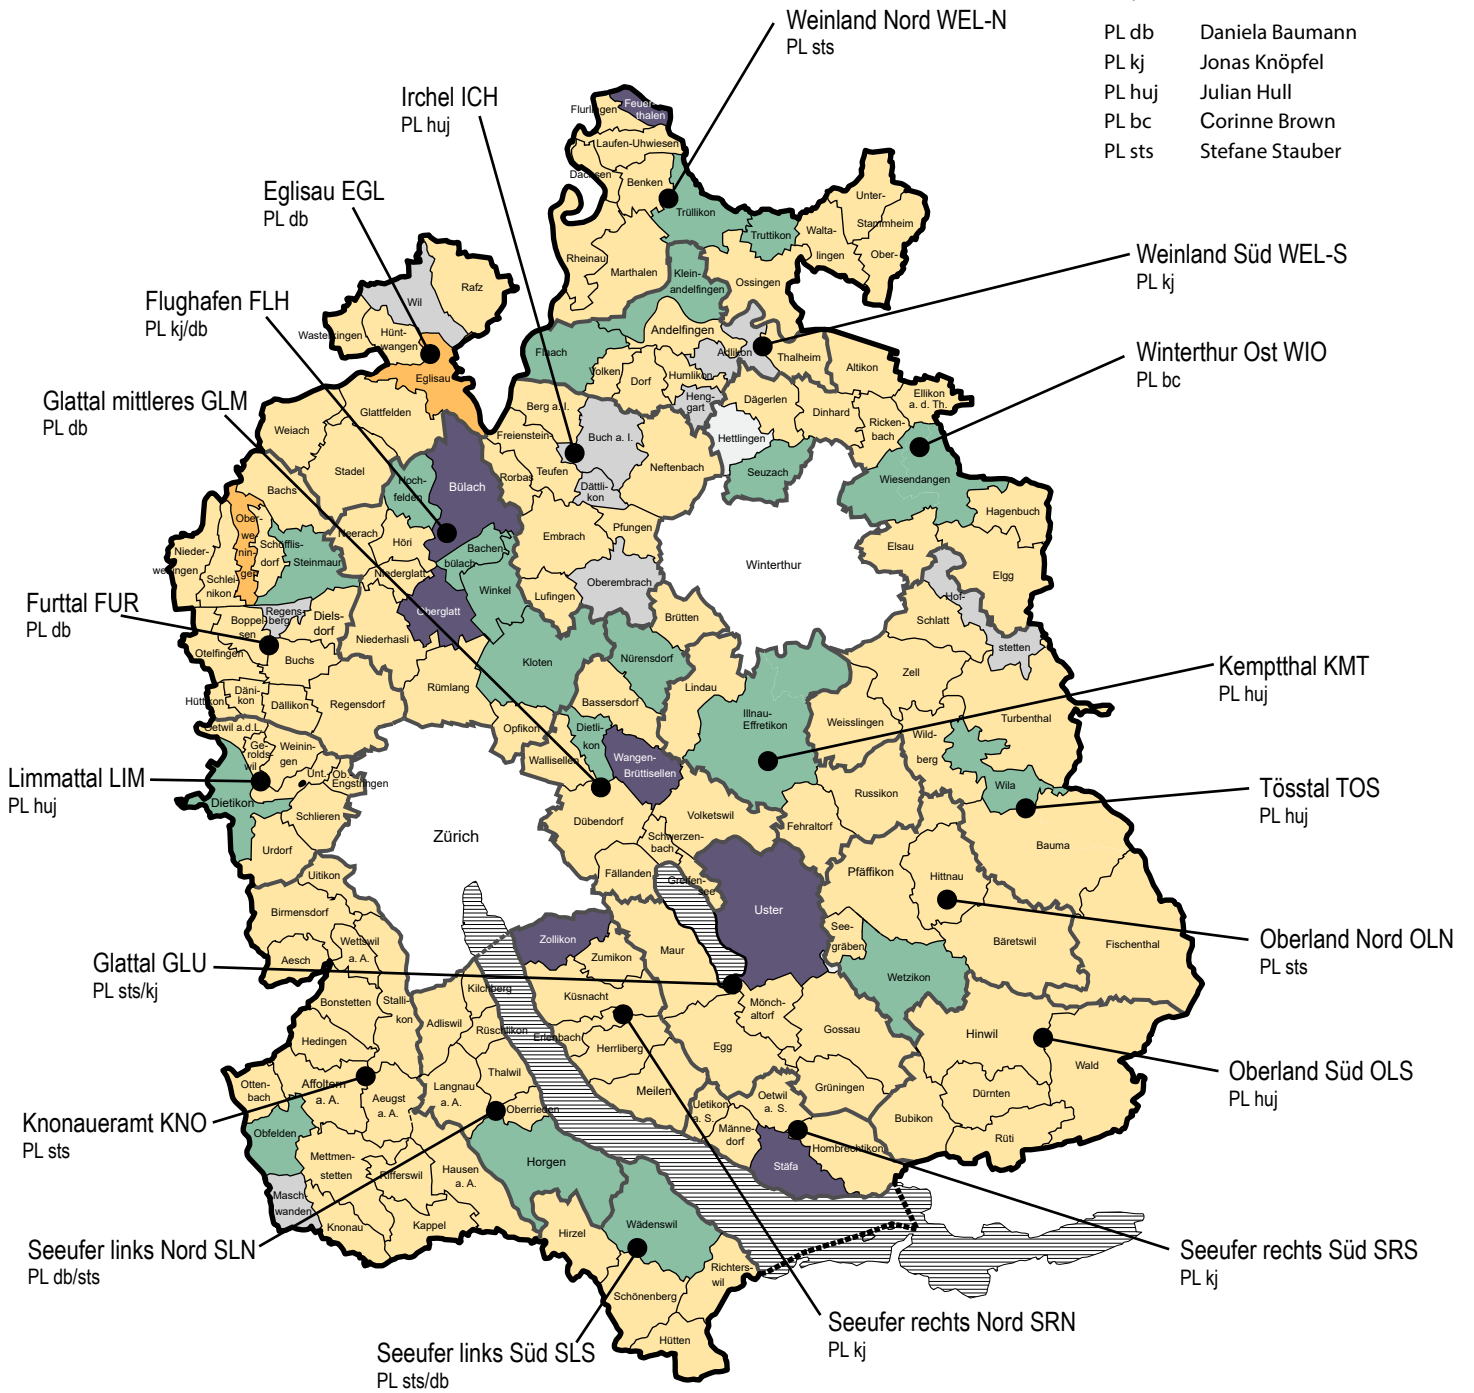 Weinland Nord WEL-N
PL sts
PL db Daniela Baumann
PL kj Jonas Knöpfel
PL huj Julian Hull
PL bc Corinne Brown
PL sts Stefane Stauber
Irchel ICH
PL huj
Eglisau EGL
PL db
Flughafen FLH
PL kj/db
Glattal mittleres GLM
PL db
Furttal FUR
PL db
Limmattal LIM
PL huj
Glattal GLU
PL sts/kj
Knonaueramt KNO
PL sts
Seeufer links Nord SLN
PL db/sts
Seeufer links Süd SLS
PL sts/db
Weinland Süd WEL-S
PL kj
Winterthur Ost WIO
PL bc
Kemptthal KMT
PL huj
Tösstal TOS
PL huj
Oberland Nord OLN
PL sts
Oberland Süd OLS
PL huj
Seeufer rechts Süd SRS
PL kj
Seeufer rechts Nord SRN
PL kj
Flurlingen
Feuer-
thalen
Laufen-Uhwiesen
Dachsen
Benken
Trüllikon
Truttikon
Rheinau
Marthalen
Klein-
andelfingen
Ossingen
Walta-
lingen
Unter-
Stammheim
Ober-
Wil
Rafz
Wasterkingen
Hünt-
wangen
Eglisau
Flaach
Andelfingen
Adlikon
Thalheim
Altikon
Volken
Dorf
Humlikon
Heng-
gart
Dägerlen
Dinhard
Ricken-
bach
Ellikon
a. d. Th.
Glattfelden
Weiach
Stadel
Berg a.I.
Freienstein-
Teufen
Rorbas
Buch a. I.
Dättli-
kon
Neftenbach
Hettlingen
Seuzach
Wiesendangen
Hagenbuch
Bachs
Hoch-
felden
Bülach
Embrach
Pfungen
Winterthur
Elsau
Elgg
Ober-
we-
nin-
gen
Nieder-
weningen
Schöfflis-
dorf
Steinmaur
Schlei-
nikon
Neerach
Höri
Bachen
bülach
Niederglatt
Winkel
Oberglatt
Lufingen
Oberembrach
Brütten
Hof-
stetten
Schlatt
Regens-
berg
Boppel-
sen
Diels-
dorf
Otelfingen
Buchs
Niederhasli
Rümlang
Kloten
Nürensdorf
Lindau
Bassersdorf
Zell
Hüttikon
Däni-
kon
Dällikon
Regensdorf
Opfikon
Dietli-
kon
Wangen-
Brüttisellen
Illnau-
Effretikon
Weisslingen
Wild-
berg
Turbenthal
Oetwil a.d.L.
Ge-
rolds-
wil
Weinin-
gen
Unt.-
Ob.
Engstringen
Dietikon
Schlieren
Urdorf
Wallisellen
Dübendorf
Volketswil
Schwerzen-
bach
Fehraltorf
Russikon
Wila
Bauma
Zürich
Uitikon
Birmensdorf
Fällanden
Greifen-
see
Uster
Pfäffikon
Hittnau
Bäretswil
Fischenthal
Aesch
Wettswil
a. A.
Zollikon
Zumikon
Maur
See-
gräben
Wetzikon
Bonstetten
Stalli-
kon
Kilchberg
Küsnacht
Mönch-
altorf
Gossau
Hinwil
Hedingen
Adliswil
Rüschlikon
Erlenbach
Herrliberg
Egg
Wald
Otten-
bach
Affoltern
a. A.
Aeugst
a. A.
Langnau
a. A.
Thalwil
Oberrieden
Meilen
Uetikon
a. S.
Oetwil
a. S.
Grüningen
Dürnten
Bubikon
Rüti
Obfelden
Mettmen-
stetten
Rifferswil
Hausen
a. A.
Horgen
Männe-
dorf
Stäfa
Hombrechtikon
Masch-
wanden
Knonau
Kappel
Hirzel
Wädenswil
Richters-
wil
Schönenberg
Hütten